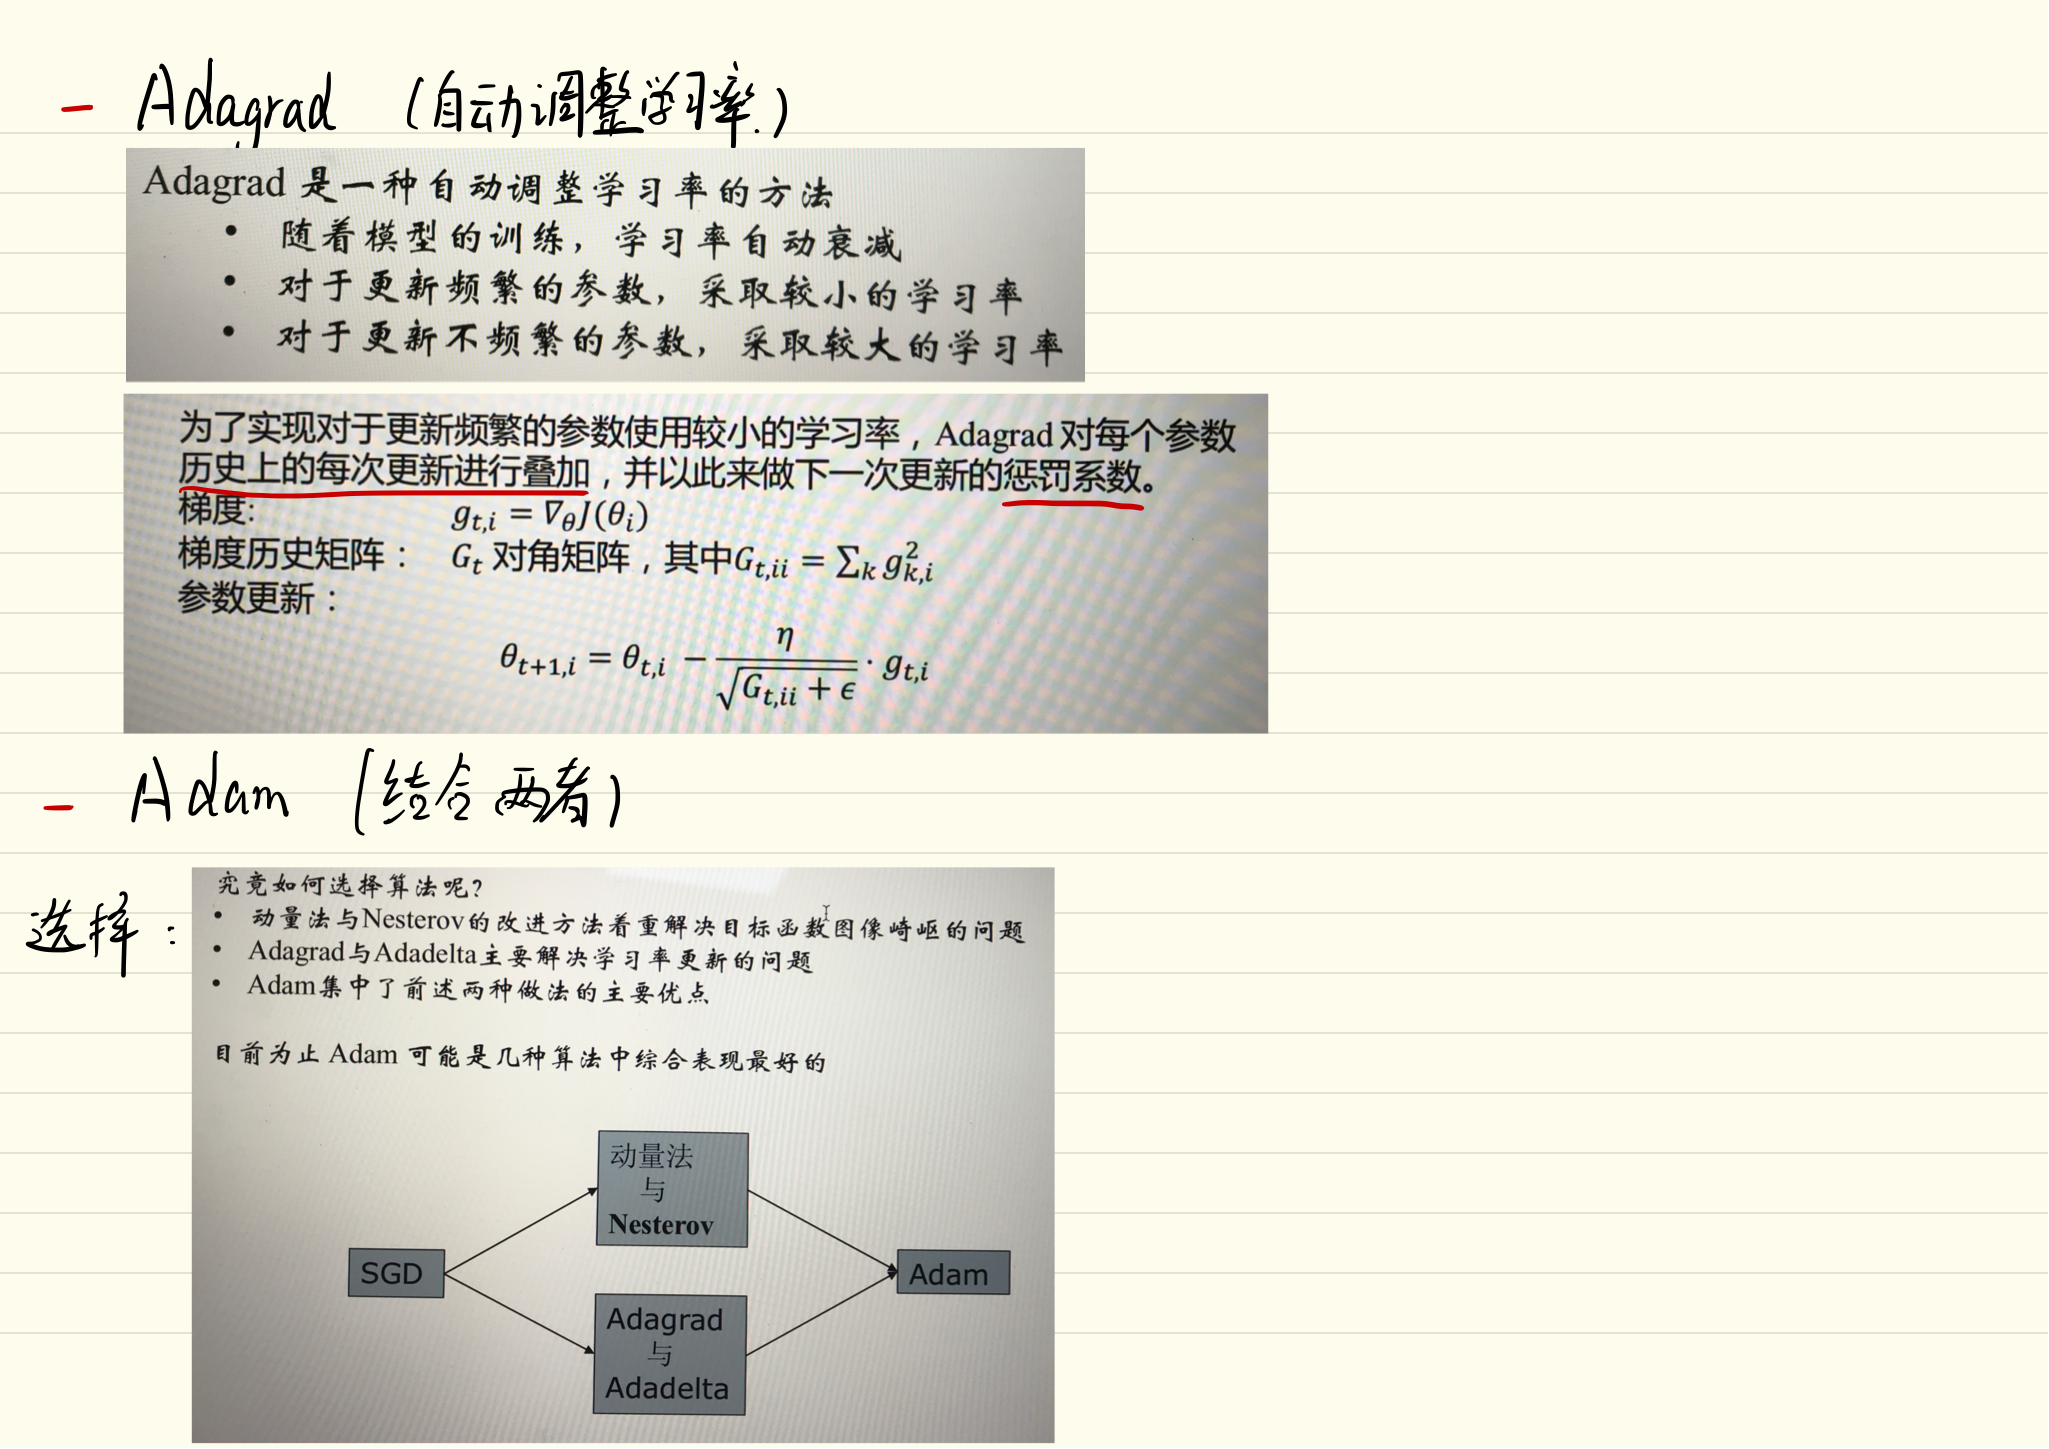 - Adagrad (自动调整学习率.)
Adagrad 是一种自动调整学习率的方法
• 随着模型的训练，学习率自动衰减
• 对于更新频繁的参数，采取较小的学习率
• 对于更新不频繁的参数，采取较大的学习率
为了实现对于更新频繁的参数使用较小的学习率，Adagrad 对每个参数
历史上的每次更新进行叠加，并以此来做下一次更新的惩罚系数。
梯度: g_{t,i} = ∇_θ J(θ_i)
梯度历史矩阵： G_t 对角矩阵，其中G_{t,ii} = ∑_k g_{k,i}^2
参数更新：
θ_{t+1,i} = θ_{t,i} − η / √(G_{t,ii} + ϵ) · g_{t,i}
- Adam (结合两者)
选择：
究竟如何选择算法呢?
• 动量法与Nesterov的改进方法着重解决目标函数图像崎岖的问题
• Adagrad与Adadelta主要解决学习率更新的问题
• Adam集中了前述两种做法的主要优点
目前为止 Adam 可能是几种算法中综合表现最好的
动量法
与
Nesterov
SGD
Adam
Adagrad
与
Adadelta